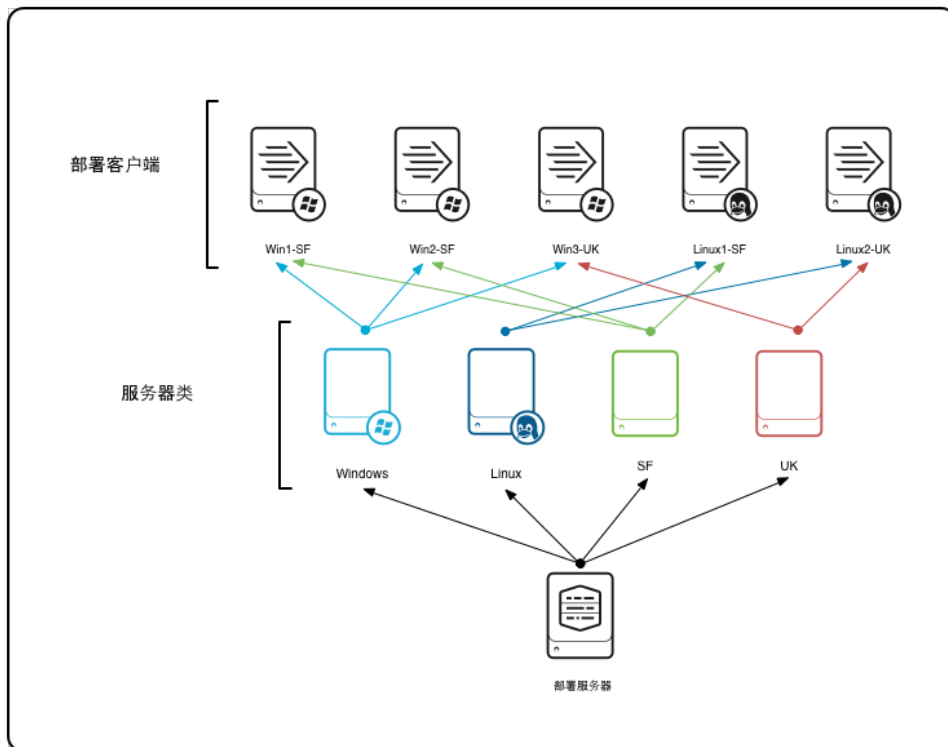 部署客户端
Win1-SF
Win2-SF
Win3-UK
Linux1-SF
Linux2-UK
服务器类
Windows
Linux
SF
UK
部署服务器